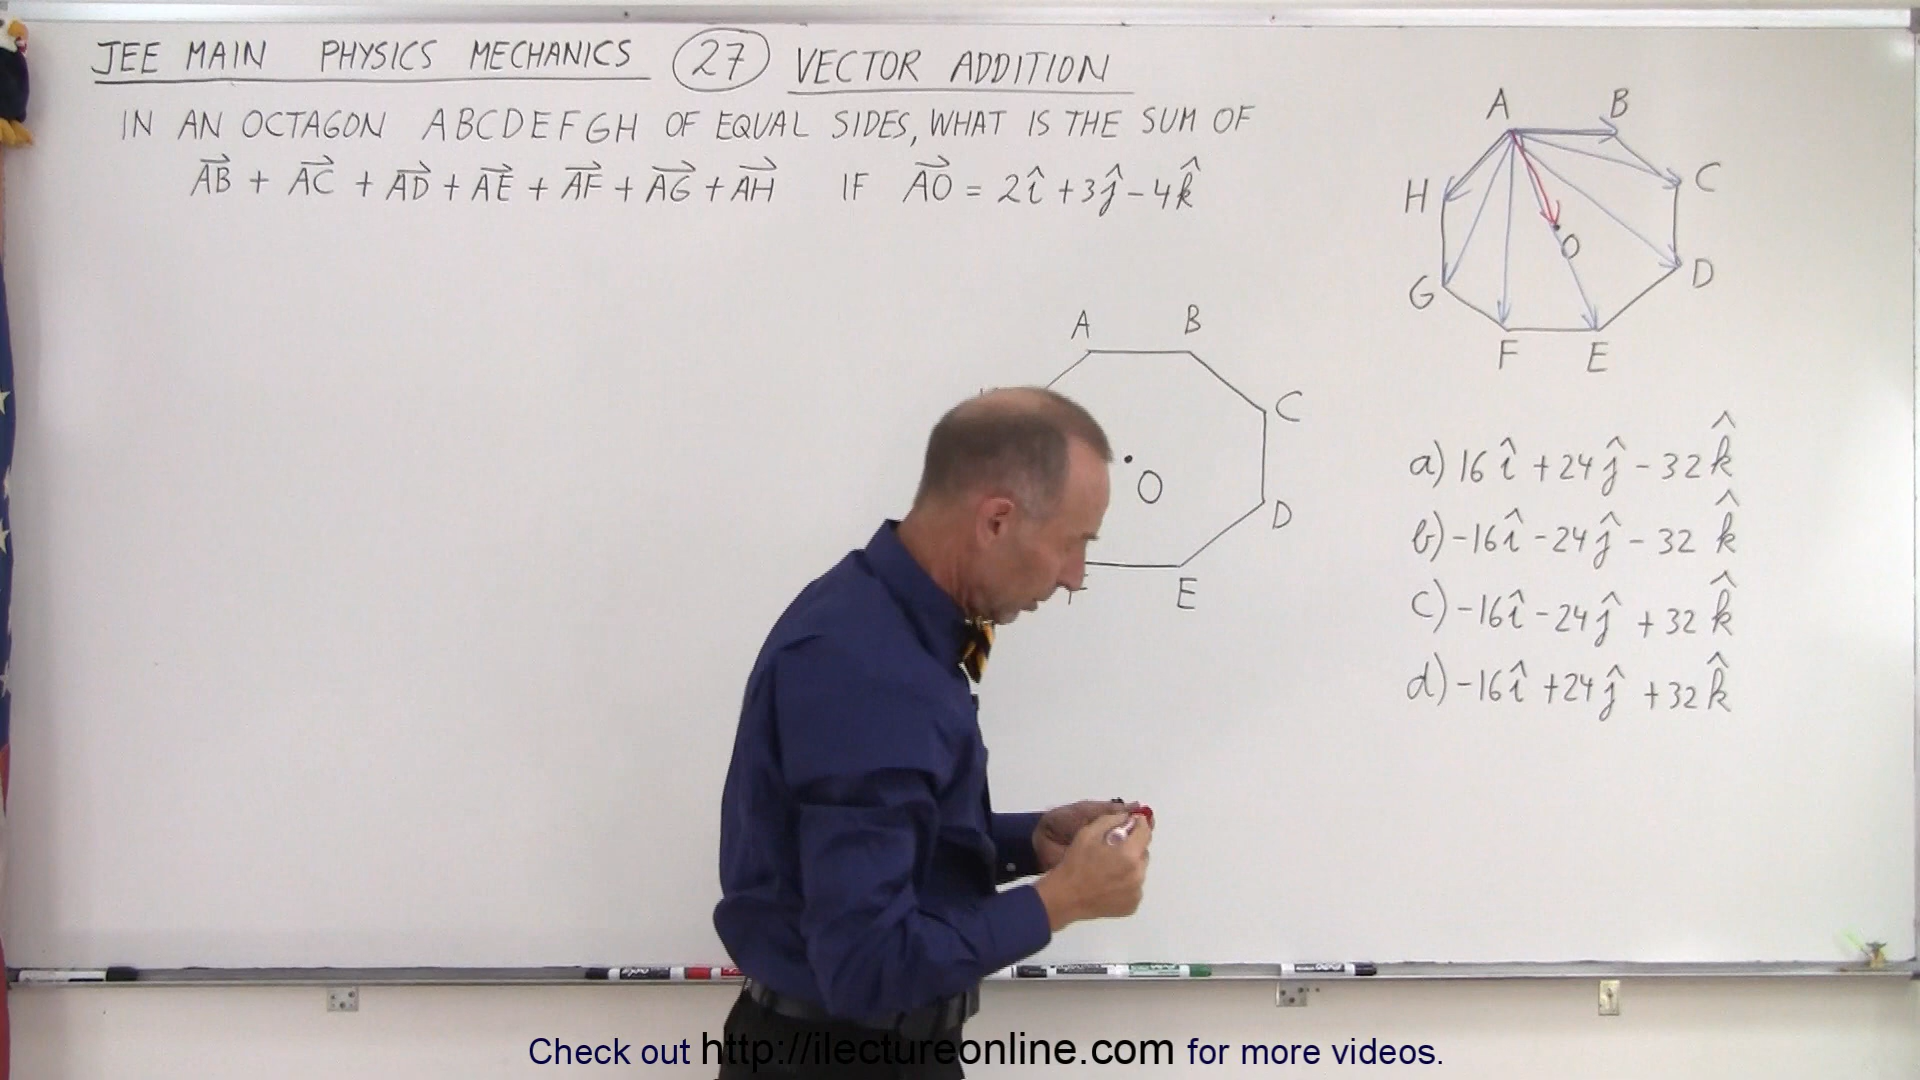 JEE MAIN PHYSICS MECHANICS 27 VECTOR ADDITION
IN AN OCTAGON ABCDEFGH OF EQUAL SIDES, WHAT IS THE SUM OF
AB⃗ + AC⃗ + AD⃗ + AE⃗ + AF⃗ + AG⃗ + AH⃗ IF AO⃗ = 2î + 3ĵ - 4k̂
A B
C
H
O
D
G
F E
A B
C
O
D
F E
a) 16î + 24ĵ - 32k̂
b) -16î - 24ĵ - 32k̂
c) -16î - 24ĵ + 32k̂
d) -16î + 24ĵ + 32k̂
Check out http://ilectureonline.com for more videos.